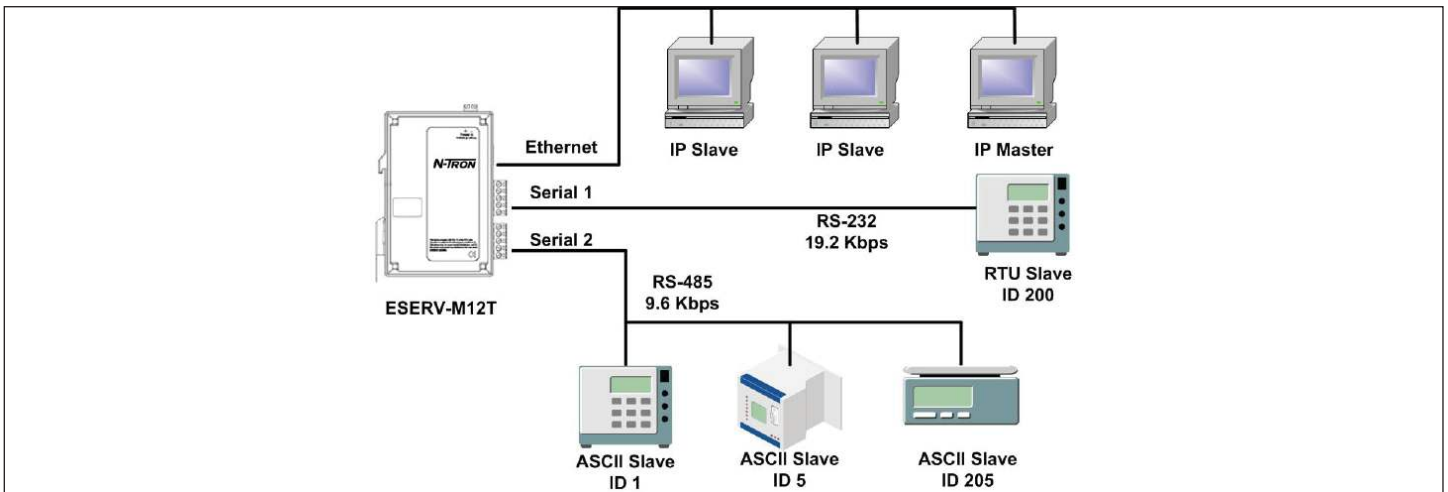 IP Slave
IP Slave
IP Master
Ethernet
N-TRON
Serial 1
RS-232
19.2 Kbps
Serial 2
RTU Slave
ID 200
RS-485
9.6 Kbps
ESERV-M12T
ASCII Slave
ID 1
ASCII Slave
ID 5
ASCII Slave
ID 205